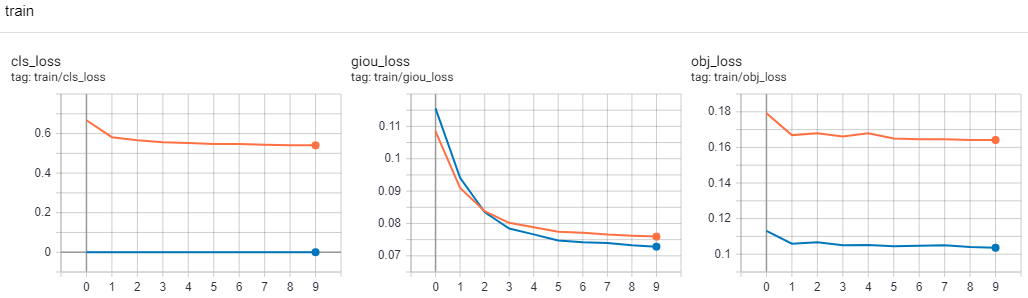 train
cls_loss
tag: train/cls_loss
0.6
0.4
0.2
0
0 1 2 3 4 5 6 7 8 9
giou_loss
tag: train/giou_loss
0.11
0.1
0.09
0.08
0.07
0 1 2 3 4 5 6 7 8 9
obj_loss
tag: train/obj_loss
0.18
0.16
0.14
0.12
0.1
0 1 2 3 4 5 6 7 8 9